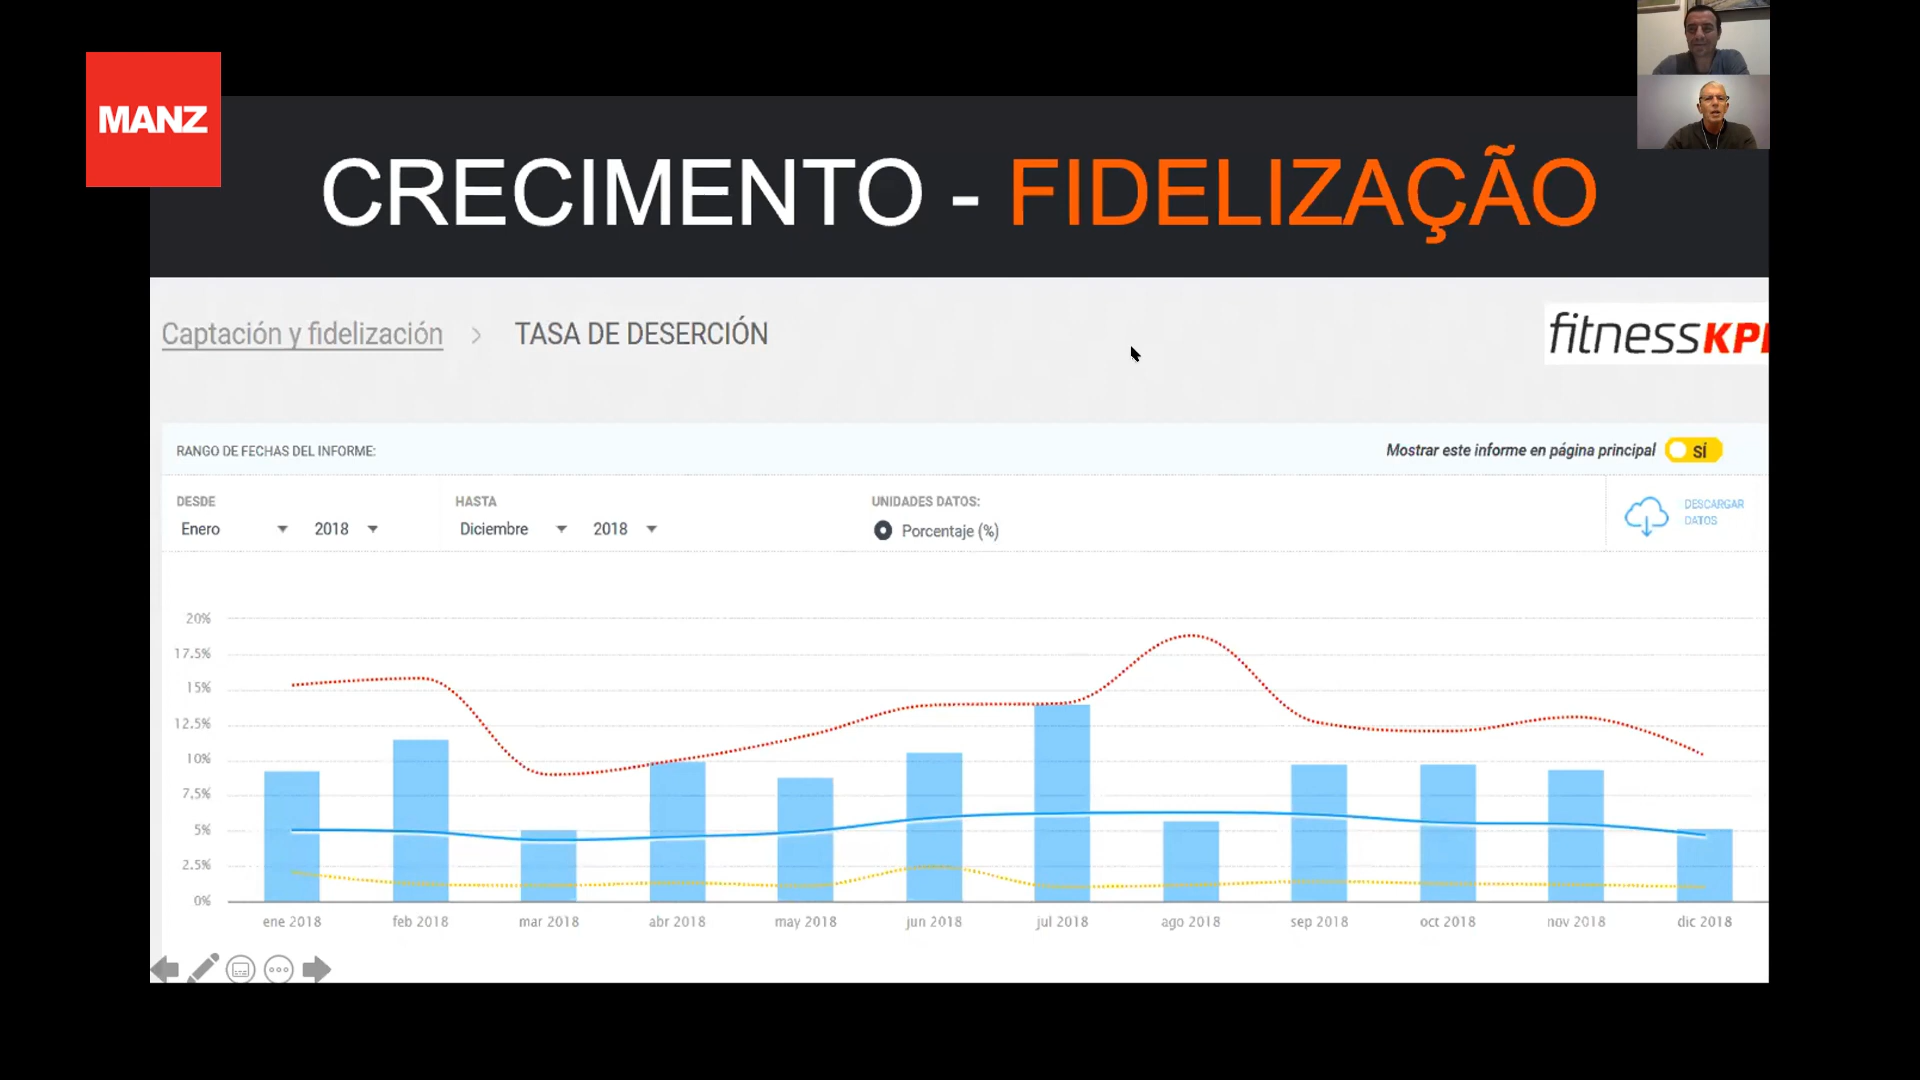 MANZ
CRECIMENTO - FIDELIZAÇÃO
Captación y fidelización > TASA DE DESERCIÓN
fitnessKPI
RANGO DE FECHAS DEL INFORME:
Mostrar este informe en página principal SÍ
DESDE HASTA UNIDADES DATOS:
Enero 2018 Diciembre 2018 Porcentaje (%)
DESCARGAR
DATOS
20%
17.5%
15%
12.5%
10%
7.5%
5%
2.5%
0%
ene 2018 feb 2018 mar 2018 abr 2018 may 2018 jun 2018 jul 2018 ago 2018 sep 2018 oct 2018 nov 2018 dic 2018